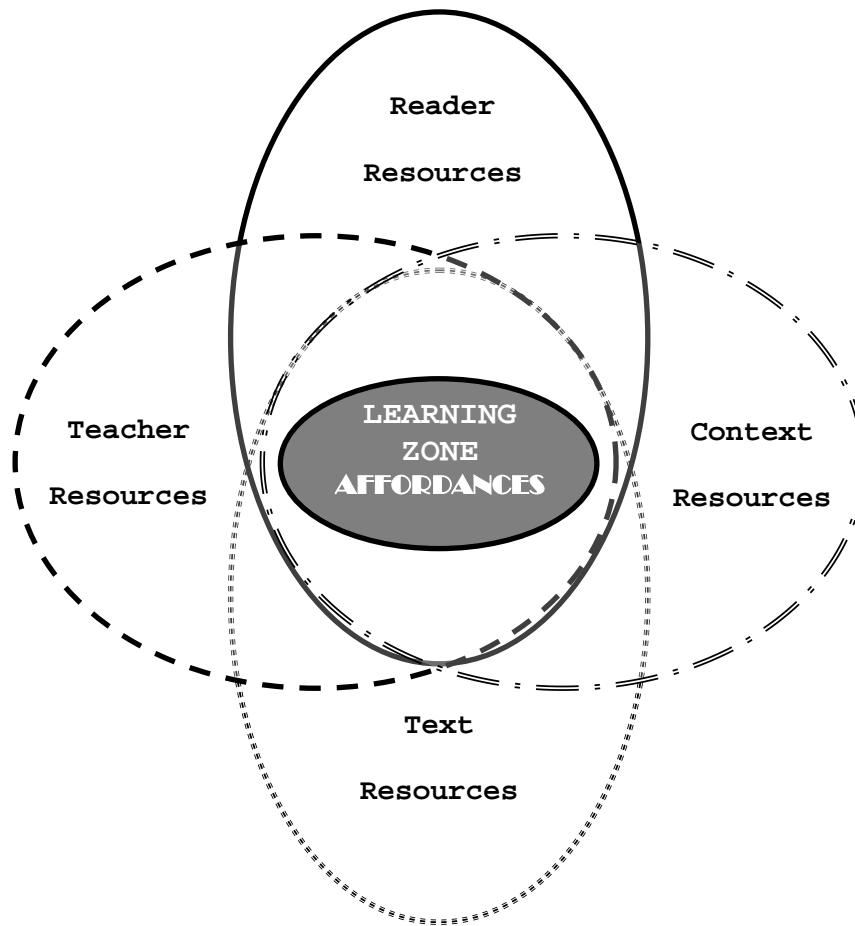 Reader
Resources
Teacher
Resources
LEARNING
ZONE
AFFORDANCES
Context
Resources
Text
Resources